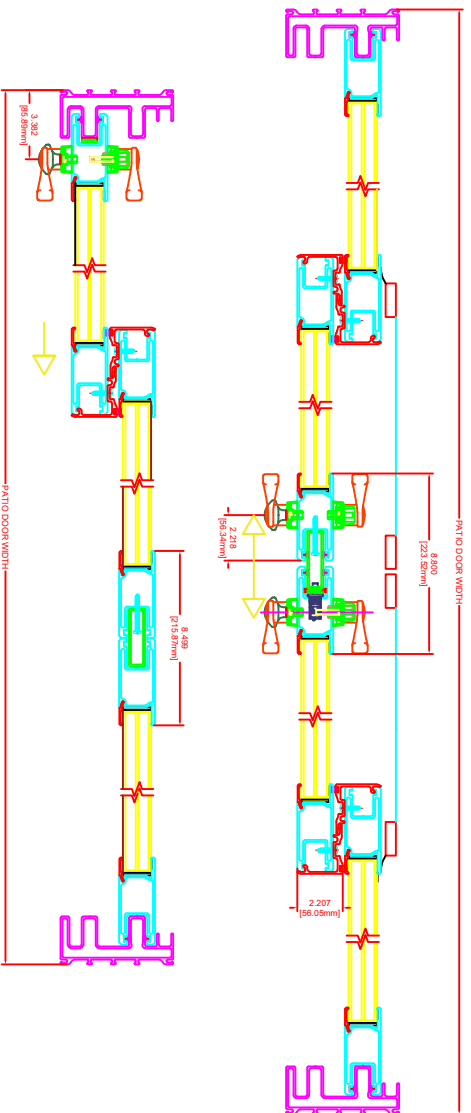 PATIO DOOR WIDTH
8.800
[223.52mm]
2.218
[56.34mm]
2.207
[56.05mm]
3.382
[85.89mm]
8.499
[215.87mm]
PATIO DOOR WIDTH